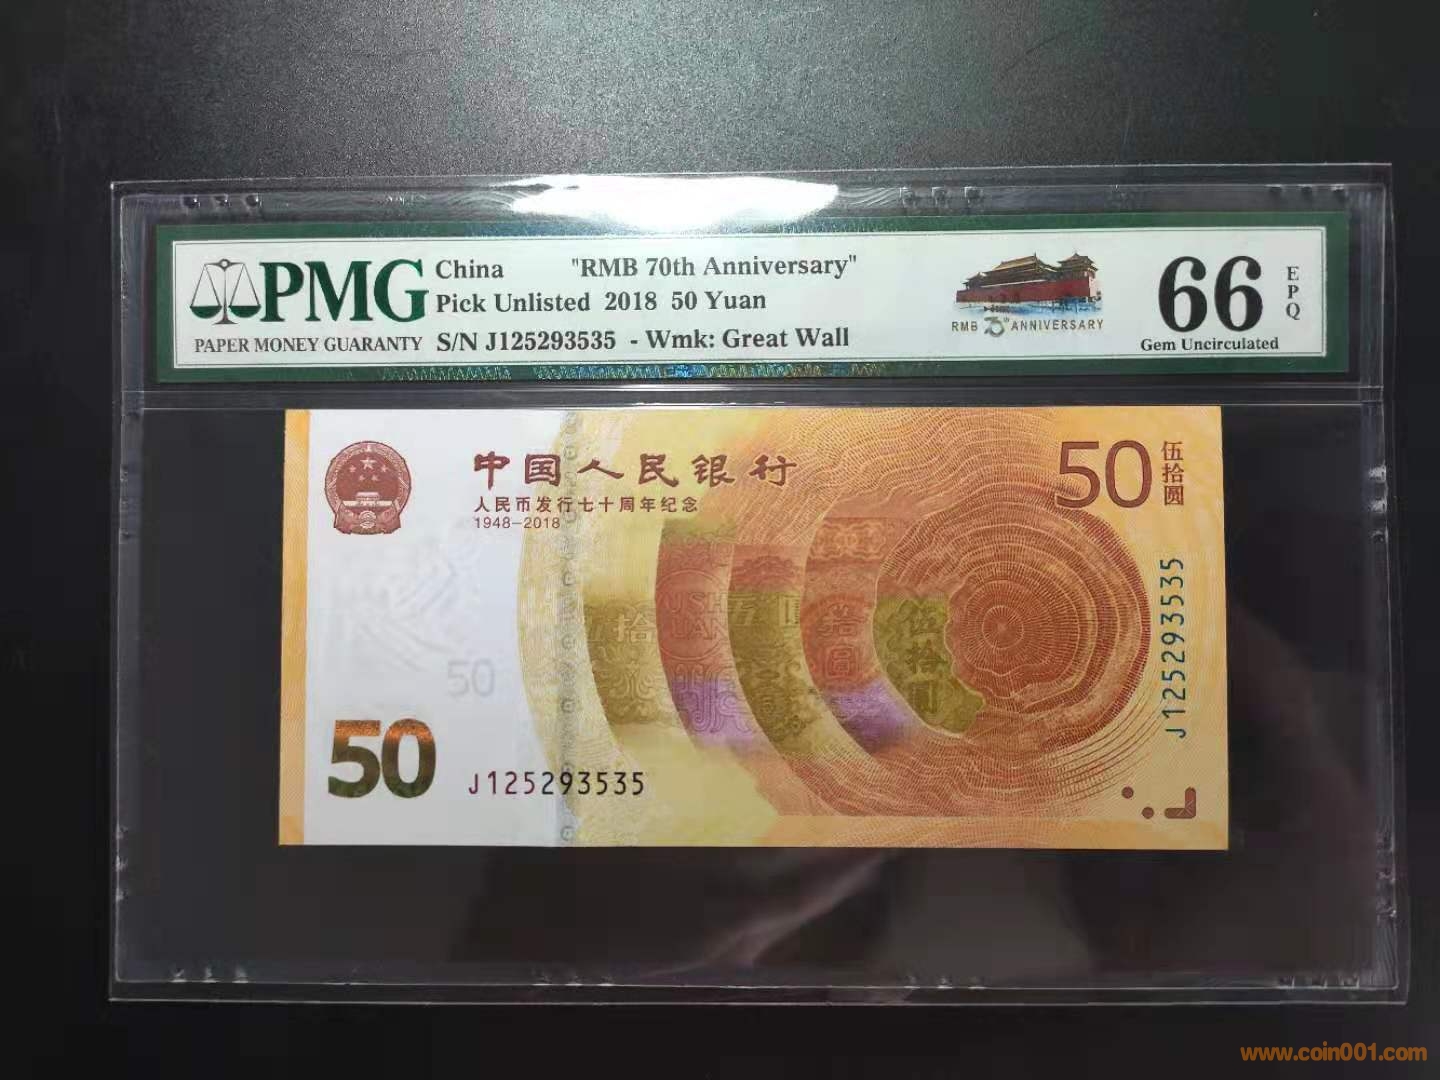 PMG
PAPER MONEY GUARANTY
China "RMB 70th Anniversary"
Pick Unlisted 2018 50 Yuan
S/N J125293535 - Wmk: Great Wall
RMB 70th ANNIVERSARY
66
EPQ
Gem Uncirculated
中国人民银行
人民币发行七十周年纪念
1948-2018
50
伍拾圆
伍拾圆
50
50
J125293535
J125293535
www.coin001.com